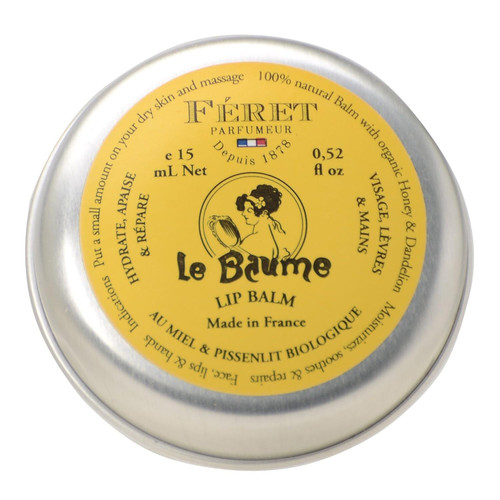 100% natural Balm with organic Honey & Dandelion Moisturizes, soothes & repairs Face, lips & hands Indications Put a small amount on your dry skin and massage
FÉRET
PARFUMEUR
Depuis 1878
e 15
mL Net
0,52
fl oz
HYDRATE, APAISE
& RÉPARE
VISAGE, LÈVRES
& MAINS
Le Baume
LIP BALM
Made in France
AU MIEL & PISSENLIT BIOLOGIQUE